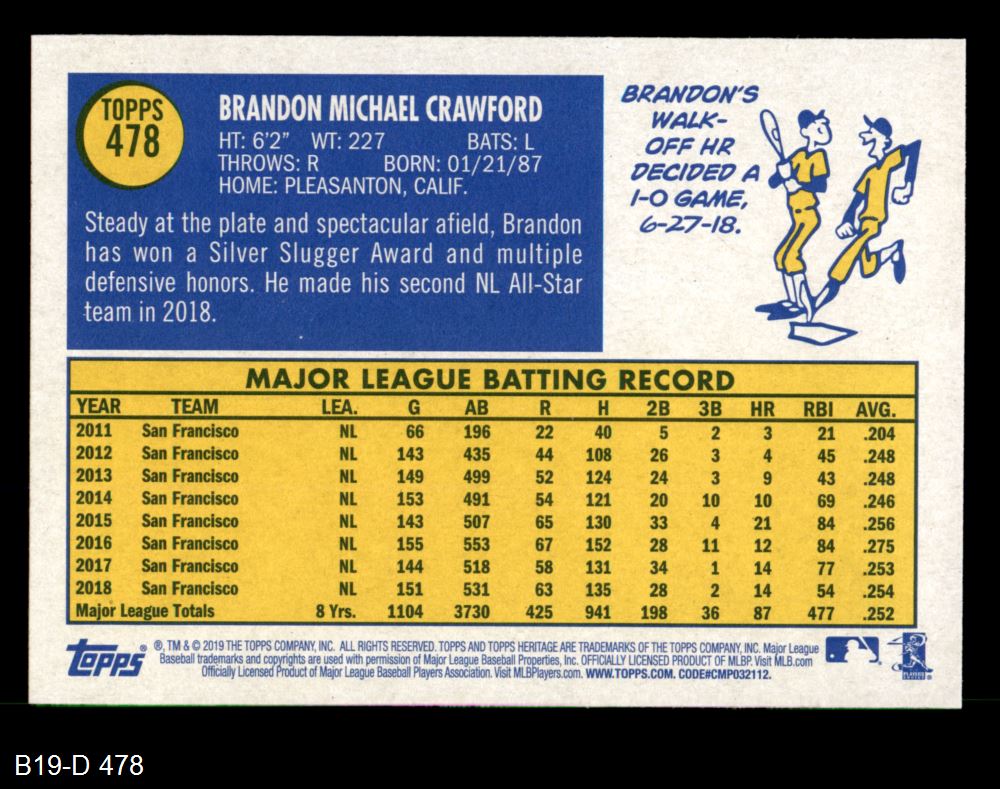 TOPPS
478
BRANDON MICHAEL CRAWFORD
HT: 6'2" WT: 227 BATS: L
THROWS: R BORN: 01/21/87
HOME: PLEASANTON, CALIF.
Steady at the plate and spectacular afield, Brandon
has won a Silver Slugger Award and multiple
defensive honors. He made his second NL All-Star
team in 2018.
BRANDON'S
WALK-
OFF HR
DECIDED A
1-0 GAME,
6-27-18.
MAJOR LEAGUE BATTING RECORD
YEAR TEAM LEA. G AB R H 2B 3B HR RBI AVG.
2011 San Francisco NL 66 196 22 40 5 2 3 21 .204
2012 San Francisco NL 143 435 44 108 26 3 4 45 .248
2013 San Francisco NL 149 499 52 124 24 3 9 43 .248
2014 San Francisco NL 153 491 54 121 20 10 10 69 .246
2015 San Francisco NL 143 507 65 130 33 4 21 84 .256
2016 San Francisco NL 155 553 67 152 28 11 12 84 .275
2017 San Francisco NL 144 518 58 131 34 1 14 77 .253
2018 San Francisco NL 151 531 63 135 28 2 14 54 .254
Major League Totals 8 Yrs. 1104 3730 425 941 198 36 87 477 .252
topps® ®, TM & © 2019 THE TOPPS COMPANY, INC. ALL RIGHTS RESERVED. TOPPS AND TOPPS HERITAGE ARE TRADEMARKS OF THE TOPPS COMPANY, INC. Major League
Baseball trademarks and copyrights are used with permission of Major League Baseball Properties, Inc. OFFICIALLY LICENSED PRODUCT OF MLBP. Visit MLB.com
Officially Licensed Product of Major League Baseball Players Association. Visit MLBPlayers.com. WWW.TOPPS.COM. CODE#CMP032112.
B19-D 478